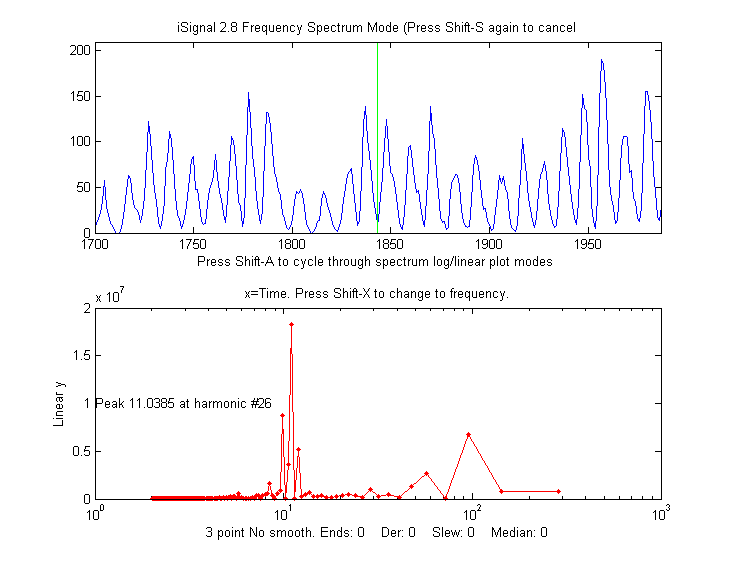 iSignal 2.8 Frequency Spectrum Mode (Press Shift-S again to cancel
200
150
100
50
0
1700 1750 1800 1850 1900 1950
Press Shift-A to cycle through spectrum log/linear plot modes
x 10^7
x=Time. Press Shift-X to change to frequency.
2
1.5
1
0.5
0
Linear y
Peak 11.0385 at harmonic #26
10^0 10^1 10^2 10^3
3 point No smooth. Ends: 0 Der: 0 Slew: 0 Median: 0